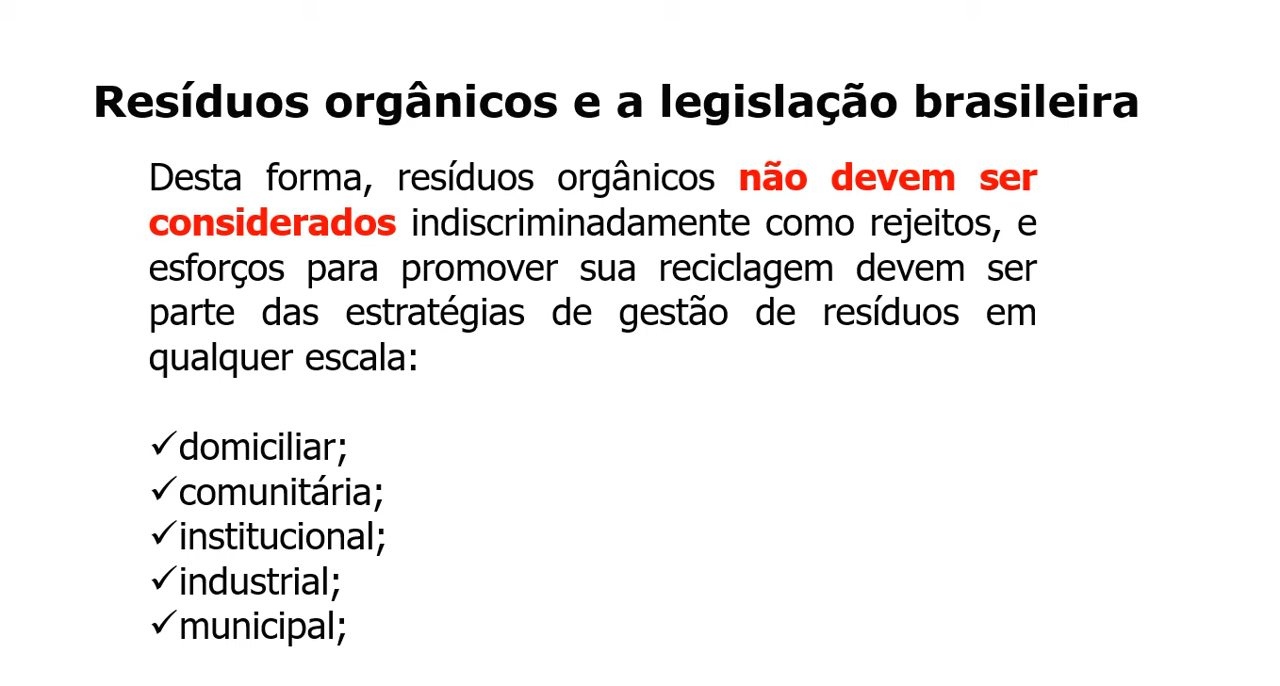 Resíduos orgânicos e a legislação brasileira
Desta forma, resíduos orgânicos não devem ser
considerados indiscriminadamente como rejeitos, e
esforços para promover sua reciclagem devem ser
parte das estratégias de gestão de resíduos em
qualquer escala:
✓domiciliar;
✓comunitária;
✓institucional;
✓industrial;
✓municipal;